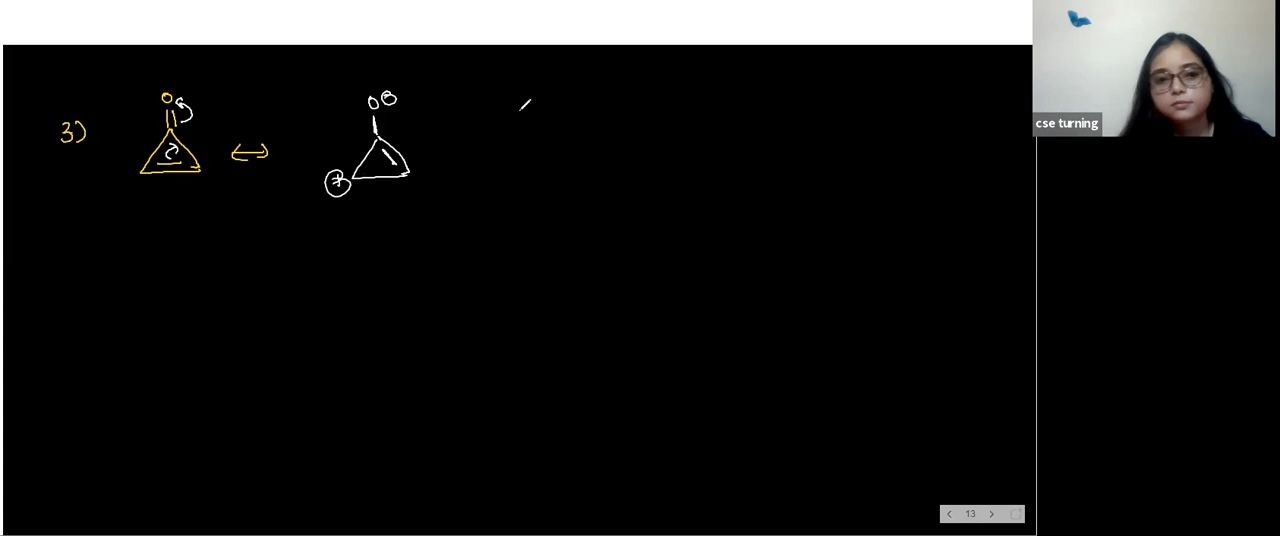 3)
O
O ⊖
⊕
cse turning
13